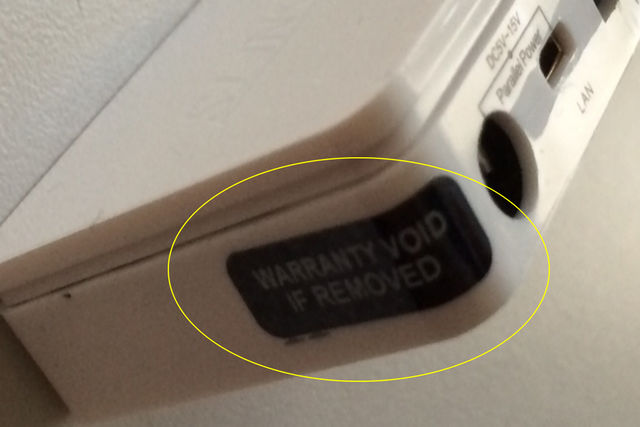 DC5V~15V
Parallel Power
LAN
WARRANTY VOID
IF REMOVED